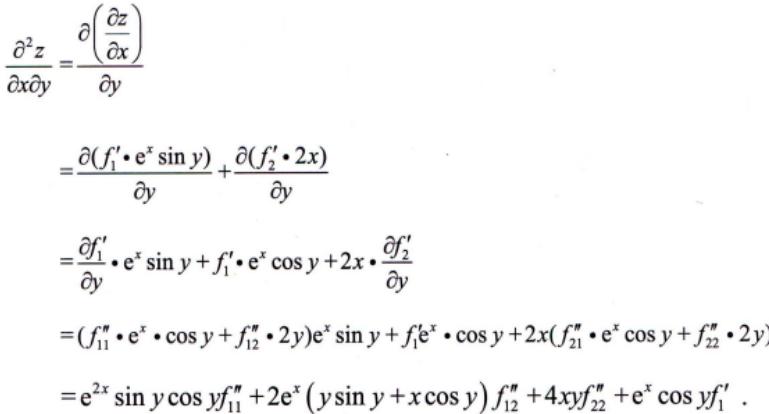 ∂²z/∂x∂y = ∂(∂z/∂x)/∂y
= ∂(f₁′•eˣ sin y)/∂y + ∂(f₂′•2x)/∂y
= ∂f₁′/∂y • eˣ sin y + f₁′•eˣ cos y + 2x • ∂f₂′/∂y
= (f₁₁″•eˣ•cos y + f₁₂″•2y)eˣ sin y + f₁′eˣ•cos y + 2x(f₂₁″•eˣ cos y + f₂₂″•2y)
= e²ˣ sin y cos yf₁₁″ + 2eˣ (y sin y + x cos y) f₁₂″ + 4xyf₂₂″ + eˣ cos yf₁′ .